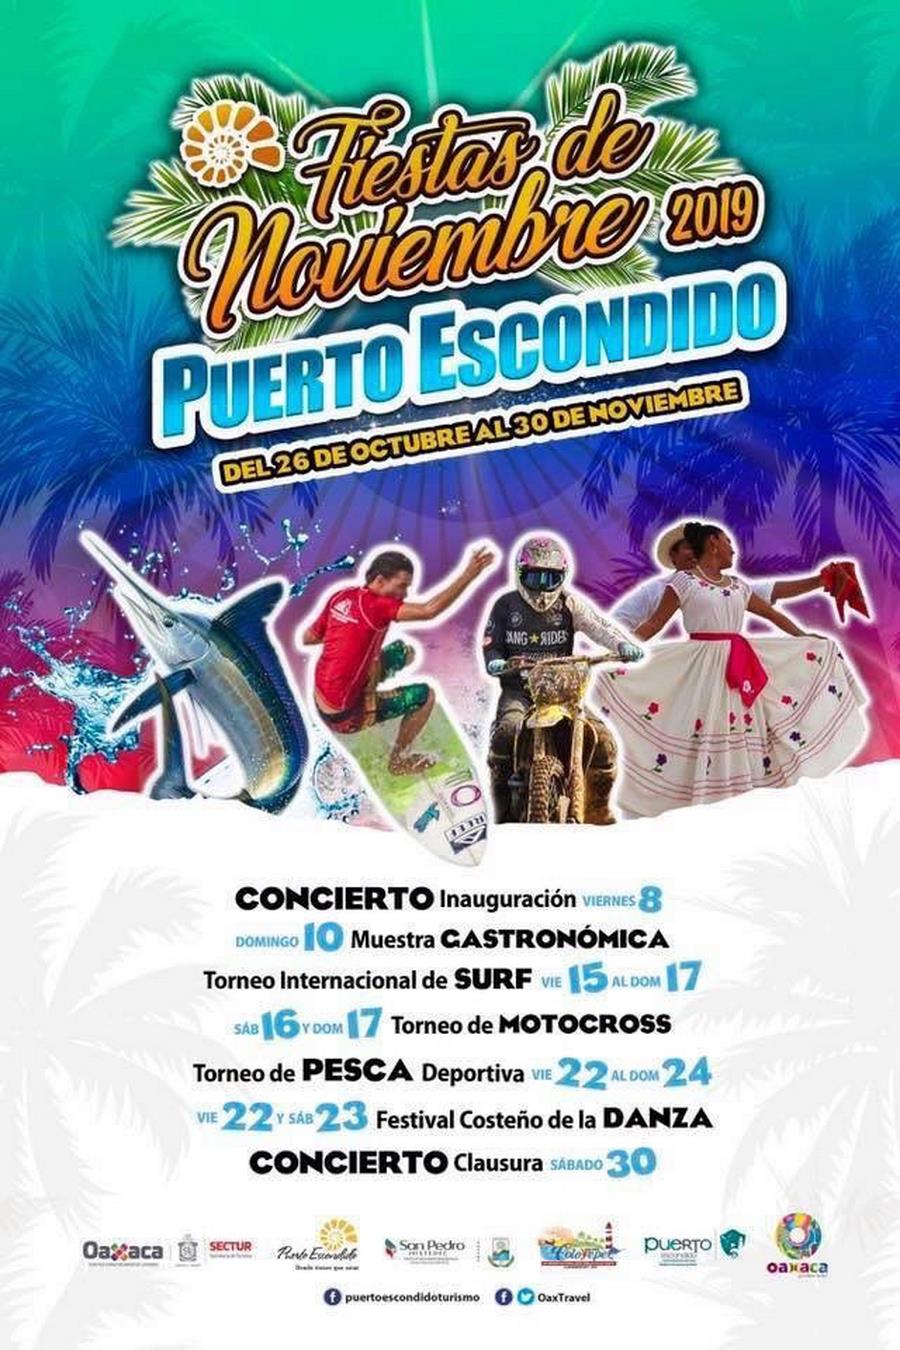 Fiestas de
Noviembre 2019
PUERTO ESCONDIDO
DEL 26 DE OCTUBRE AL 30 DE NOVIEMBRE
CONCIERTO Inauguración VIERNES 8
DOMINGO 10 Muestra GASTRONÓMICA
Torneo Internacional de SURF VIE 15 AL DOM 17
SÁB 16 Y DOM 17 Torneo de MOTOCROSS
Torneo de PESCA Deportiva VIE 22 AL DOM 24
VIE 22 Y SÁB 23 Festival Costeño de la DANZA
CONCIERTO Clausura SÁBADO 30
Oaxaca SECTUR Puerto Escondido San Pedro Colotepec puerto escondido oaxaca
puertoescondidoturismo OaxTravel